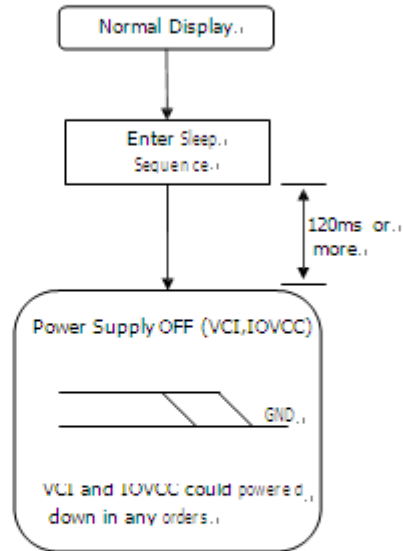 Normal Display.
Enter Sleep.
Sequence.
120ms or.
more.
Power Supply OFF (VCI,IOVCC)
GND.
VCI and IOVCC could powered.
down in any orders.